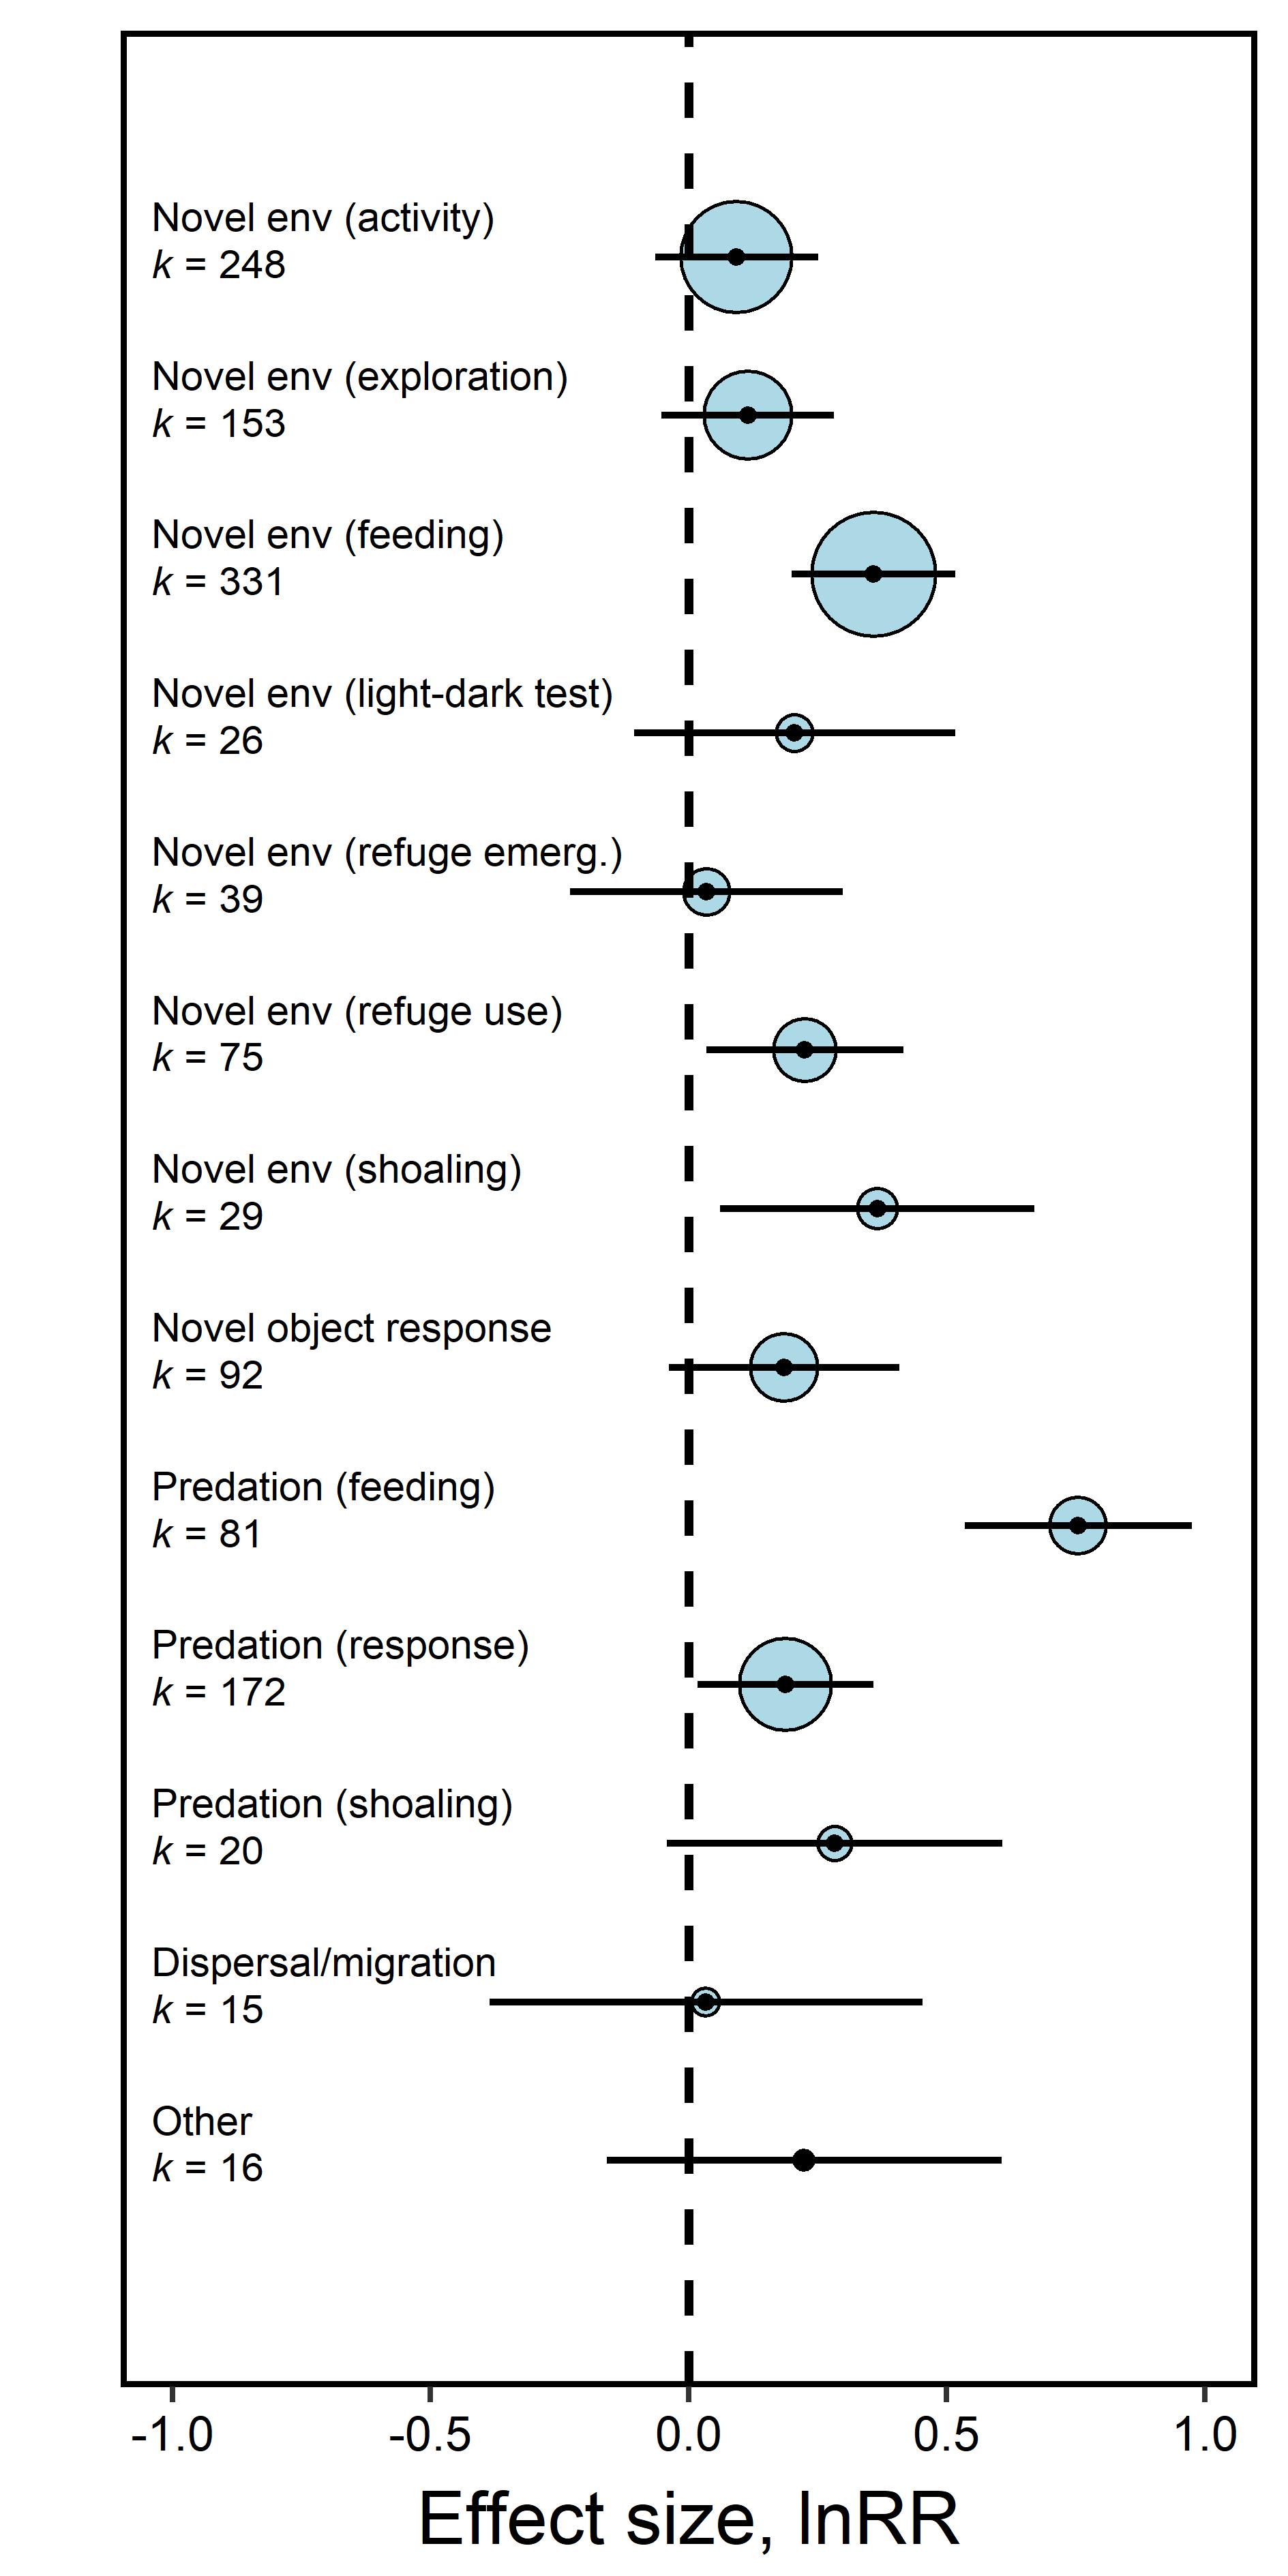 Novel env (activity)
k = 248
Novel env (exploration)
k = 153
Novel env (feeding)
k = 331
Novel env (light-dark test)
k = 26
Novel env (refuge emerg.)
k = 39
Novel env (refuge use)
k = 75
Novel env (shoaling)
k = 29
Novel object response
k = 92
Predation (feeding)
k = 81
Predation (response)
k = 172
Predation (shoaling)
k = 20
Dispersal/migration
k = 15
Other
k = 16
-1.0 -0.5 0.0 0.5 1.0
Effect size, lnRR